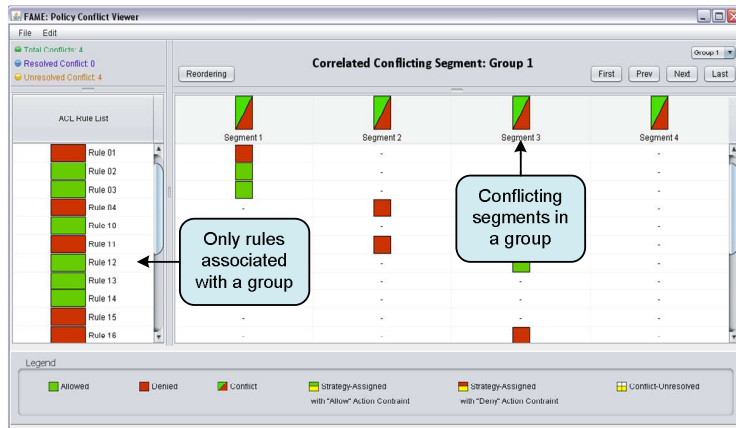 FAME: Policy Conflict Viewer
File Edit
Total Conflicts: 4
Resolved Conflict: 0
Unresolved Conflict: 4
Reordering
Correlated Conflicting Segment: Group 1
Group 1
First Prev Next Last
ACL Rule List
Segment 1 Segment 2 Segment 3 Segment 4
Rule 01
Rule 02
Rule 03
Rule 04
Rule 10
Rule 11
Rule 12
Rule 13
Rule 14
Rule 15
Rule 16
Only rules
associated
with a group
Conflicting
segments in
a group
Legend
Allowed Denied Conflict Strategy-Assigned Strategy-Assigned Conflict-Unresolved
with "Allow" Action Contraint with "Deny" Action Contraint